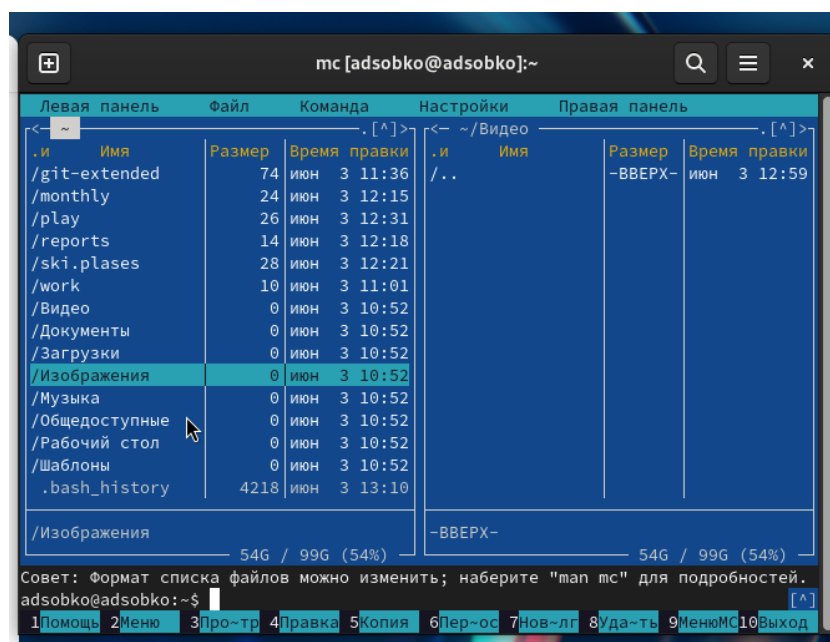 mc [adsobko@adsobko]:~
Левая панель Файл Команда Настройки Правая панель
<— ~ .[^]> <— ~/Видео .[^]>
.и Имя Размер Время правки .и Имя Размер Время правки
/git-extended 74 июн 3 11:36 /.. -ВВЕРХ- июн 3 12:59
/monthly 24 июн 3 12:15
/play 26 июн 3 12:31
/reports 14 июн 3 12:18
/ski.plases 28 июн 3 12:21
/work 10 июн 3 11:01
/Видео 0 июн 3 10:52
/Документы 0 июн 3 10:52
/Загрузки 0 июн 3 10:52
/Изображения 0 июн 3 10:52
/Музыка 0 июн 3 10:52
/Общедоступные 0 июн 3 10:52
/Рабочий стол 0 июн 3 10:52
/Шаблоны 0 июн 3 10:52
.bash_history 4218 июн 3 13:10
/Изображения -ВВЕРХ-
54G / 99G (54%) 54G / 99G (54%)
Совет: Формат списка файлов можно изменить; наберите "man mc" для подробностей.
adsobko@adsobko:~$ [^]
1Помощь 2Меню 3Про~тр 4Правка 5Копия 6Пер~ос 7Нов~лг 8Уда~ть 9МенюMC 10Выход